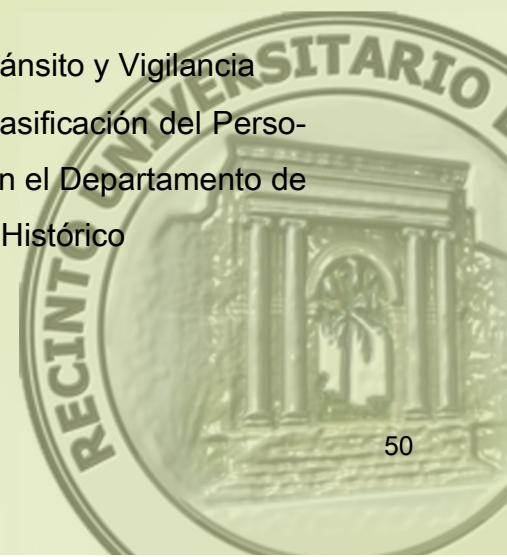 ánsito y Vigilancia
asificación del Perso-
n el Departamento de
Histórico
RECINTO UNIVERSITARIO
50